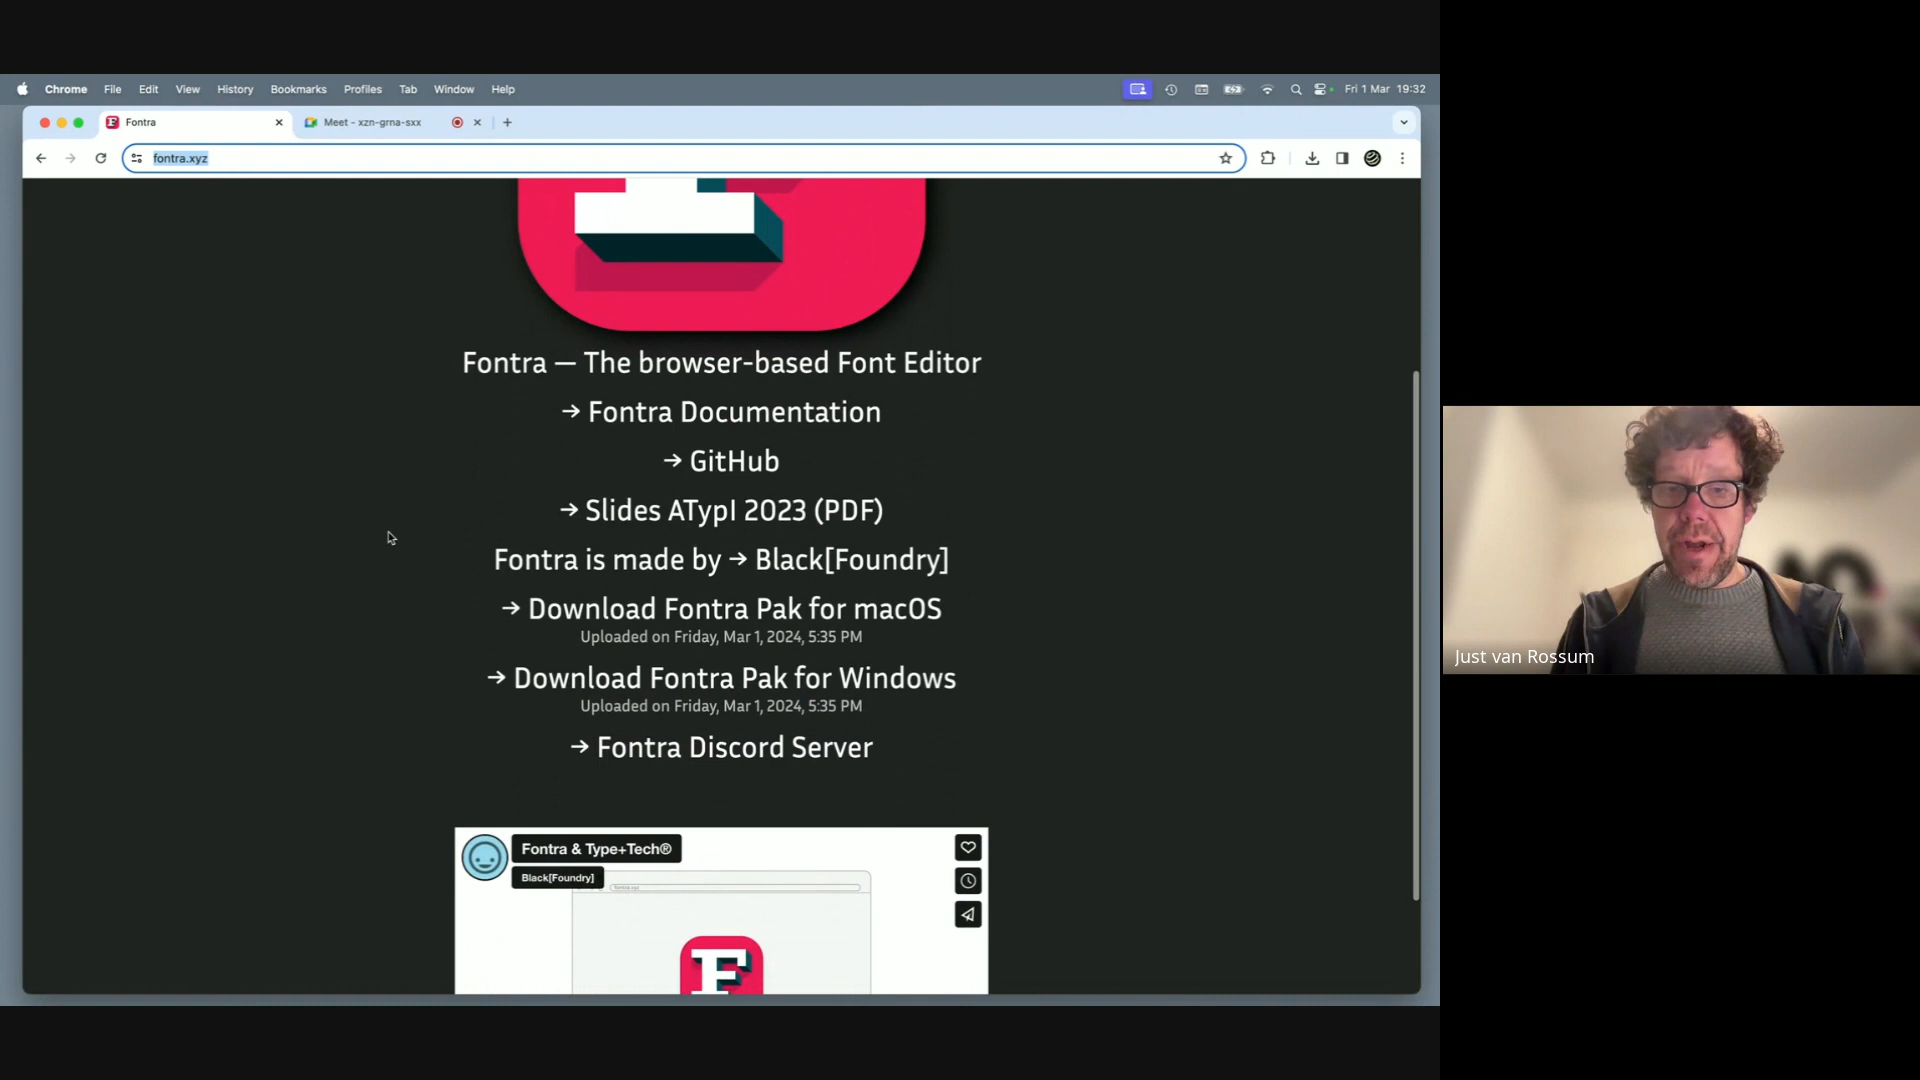 Chrome File Edit View History Bookmarks Profiles Tab Window Help
Fri 1 Mar 19:32
Fontra
Meet - xzn-grna-sxx
fontra.xyz
Fontra — The browser-based Font Editor
→ Fontra Documentation
→ GitHub
→ Slides ATypI 2023 (PDF)
Fontra is made by → Black[Foundry]
→ Download Fontra Pak for macOS
Uploaded on Friday, Mar 1, 2024, 5:35 PM
→ Download Fontra Pak for Windows
Uploaded on Friday, Mar 1, 2024, 5:35 PM
→ Fontra Discord Server
Fontra & Type+Tech®
Black[Foundry]
F
Just van Rossum